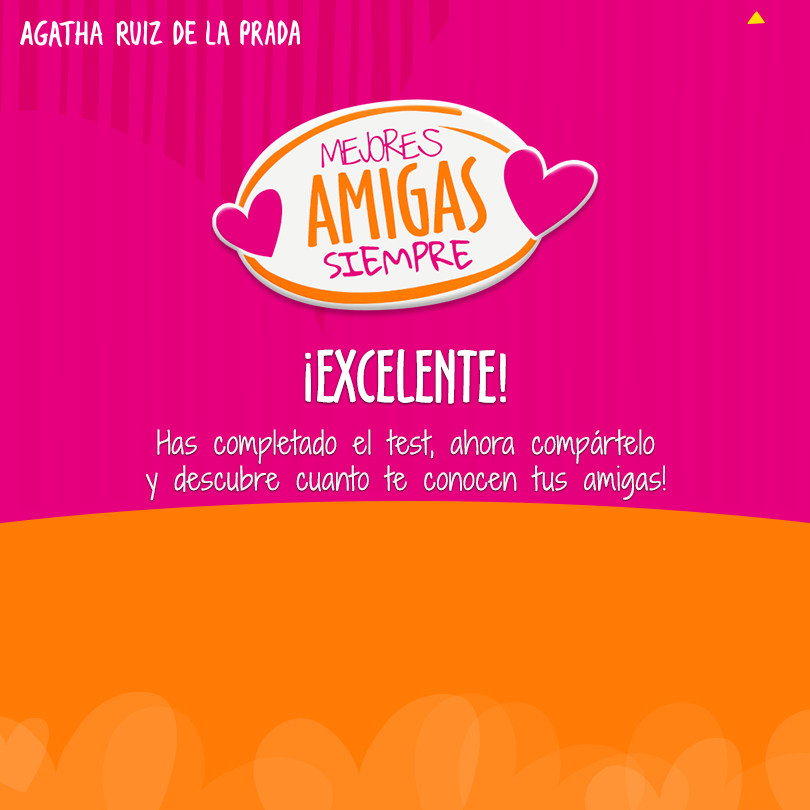 AGATHA RUIZ DE LA PRADA
MEJORES
AMIGAS
SIEMPRE
¡EXCELENTE!
Has completado el test, ahora compártelo
y descubre cuanto te conocen tus amigas!